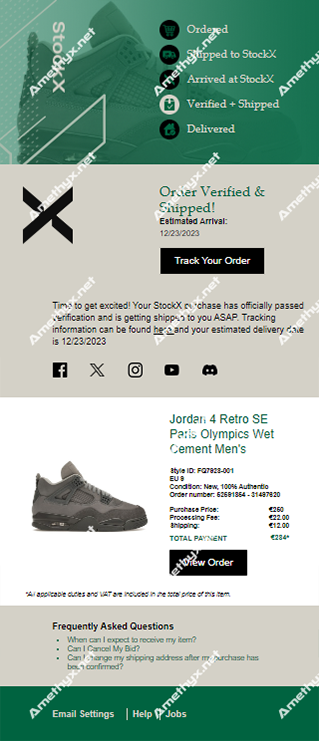 StockX
Ordered
Shipped to StockX
Arrived at StockX
Verified + Shipped
Delivered
Order Verified &
Shipped!
Estimated Arrival:
12/23/2023
Track Your Order
Time to get excited! Your StockX purchase has officially passed
verification and is getting shipped to you ASAP. Tracking
information can be found here and your estimated delivery date
is 12/23/2023
Jordan 4 Retro SE
Paris Olympics Wet
Cement Men's
Style ID: FQ7928-001
EU 9
Condition: New, 100% Authentic
Order number: 52591354 - 31497620
Purchase Price: €250
Processing Fee: €22.00
Shipping: €12.00
TOTAL PAYMENT €284*
View Order
*All applicable duties and VAT are included in the total price of this item.
Frequently Asked Questions
When can I expect to receive my item?
Can I Cancel My Bid?
Can I change my shipping address after my purchase has
been confirmed?
Email Settings | Help | Jobs
Amethyx.net